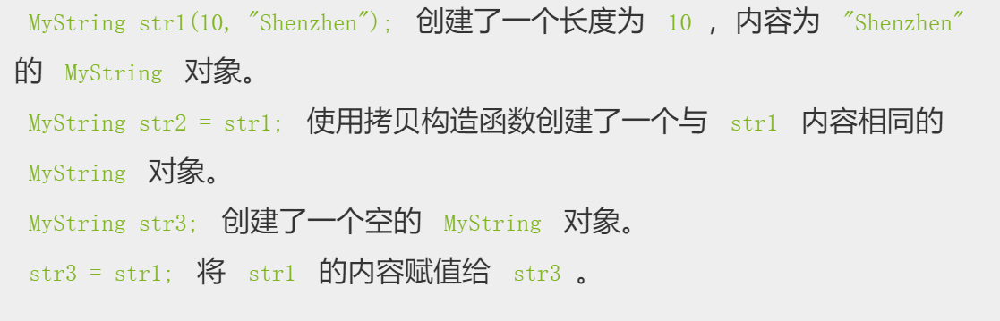 MyString str1(10, "Shenzhen"); 创建了一个长度为 10 ，内容为 "Shenzhen"
的 MyString 对象。
MyString str2 = str1; 使用拷贝构造函数创建了一个与 str1 内容相同的
MyString 对象。
MyString str3; 创建了一个空的 MyString 对象。
str3 = str1; 将 str1 的内容赋值给 str3 。